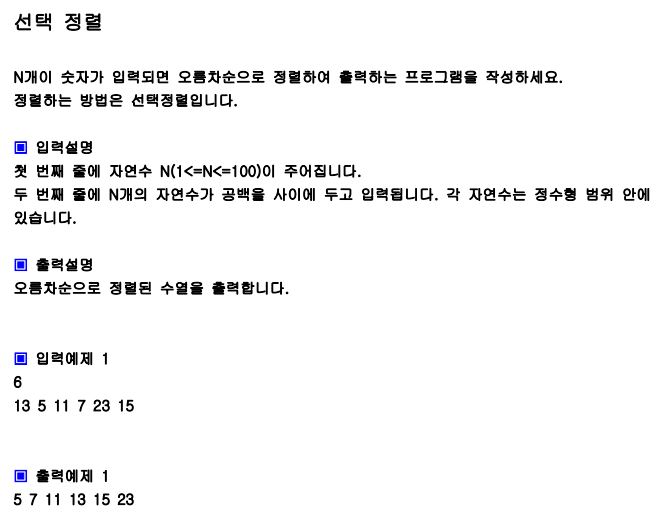 선택 정렬
N개이 숫자가 입력되면 오름차순으로 정렬하여 출력하는 프로그램을 작성하세요.
정렬하는 방법은 선택정렬입니다.
▣ 입력설명
첫 번째 줄에 자연수 N(1<=N<=100)이 주어집니다.
두 번째 줄에 N개의 자연수가 공백을 사이에 두고 입력됩니다. 각 자연수는 정수형 범위 안에
있습니다.
▣ 출력설명
오름차순으로 정렬된 수열을 출력합니다.
▣ 입력예제 1
6
13 5 11 7 23 15
▣ 출력예제 1
5 7 11 13 15 23